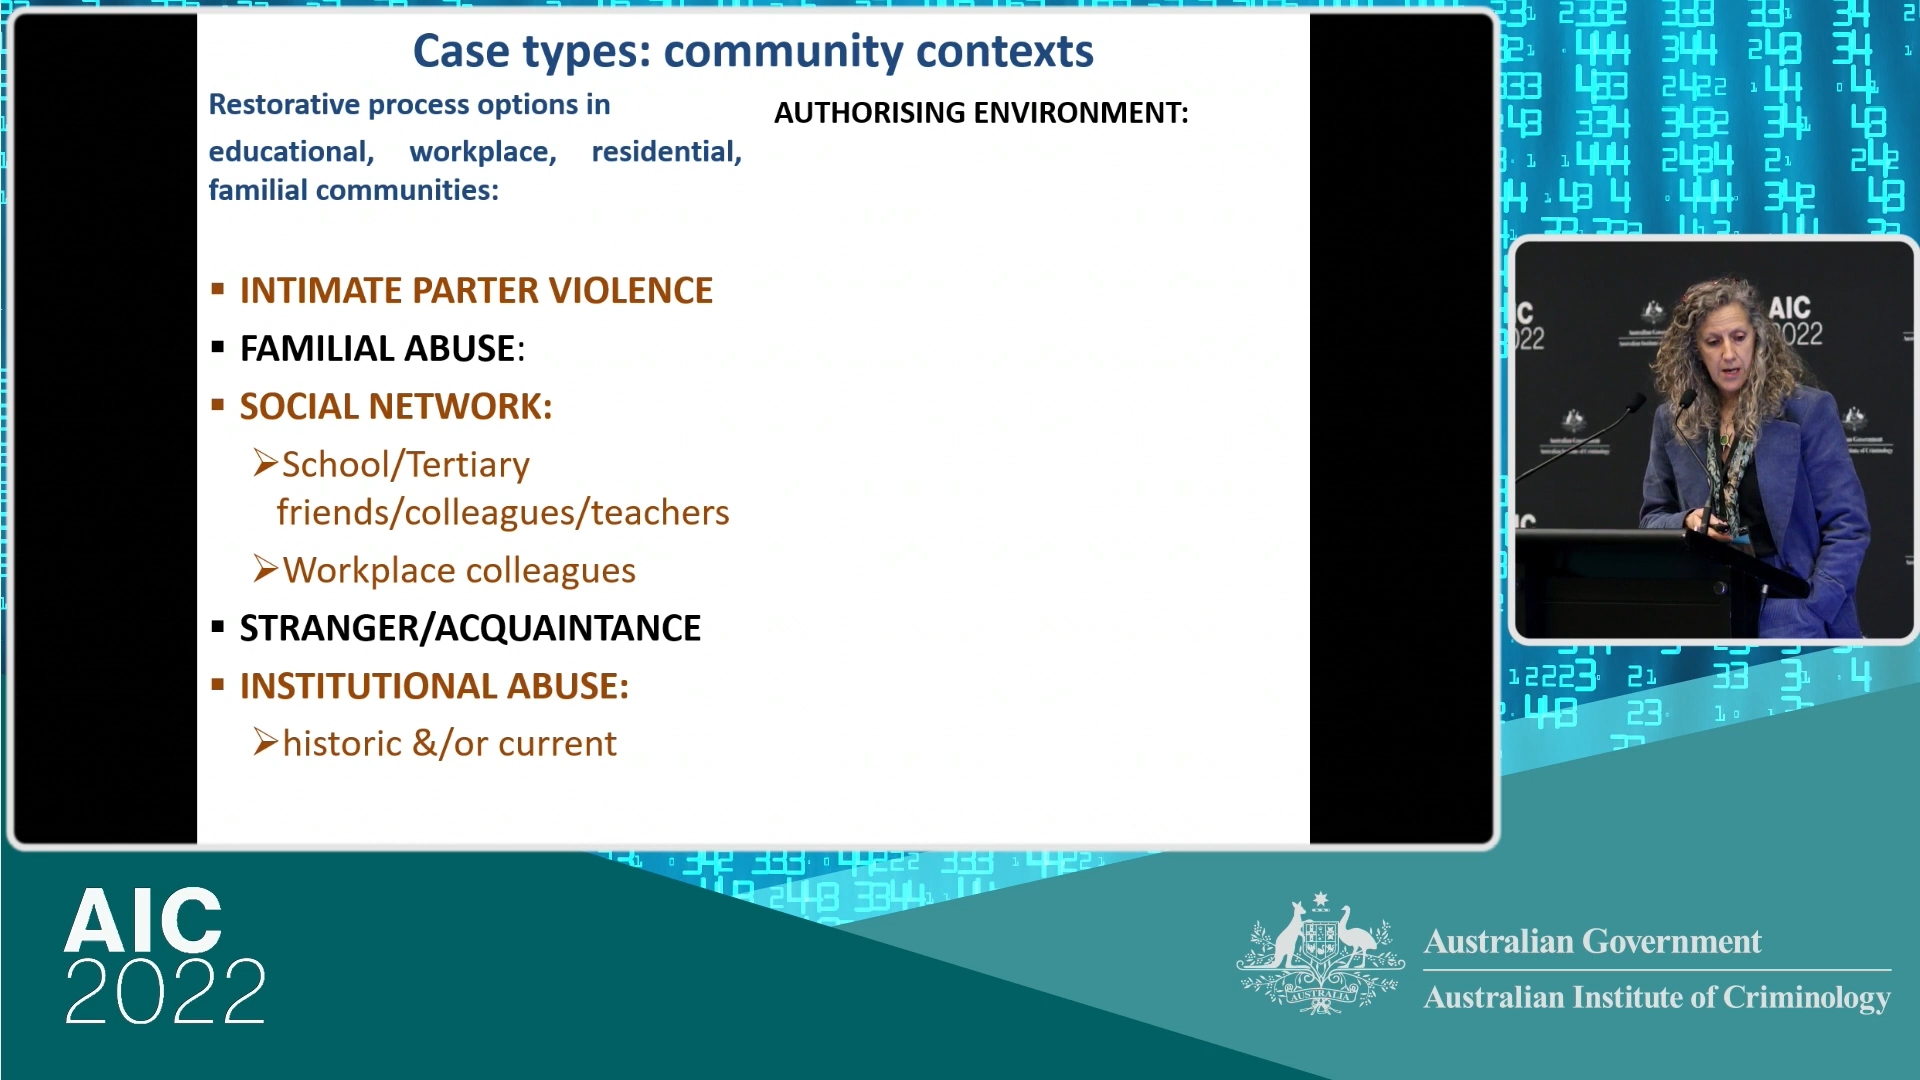 Case types: community contexts
Restorative process options in
educational, workplace, residential,
familial communities:
▪ INTIMATE PARTER VIOLENCE
▪ FAMILIAL ABUSE:
▪ SOCIAL NETWORK:
➢School/Tertiary
friends/colleagues/teachers
➢Workplace colleagues
▪ STRANGER/ACQUAINTANCE
▪ INSTITUTIONAL ABUSE:
➢historic &/or current
AUTHORISING ENVIRONMENT:
AIC
2022
AIC
2022
AUSTRALIA
Australian Government
Australian Institute of Criminology